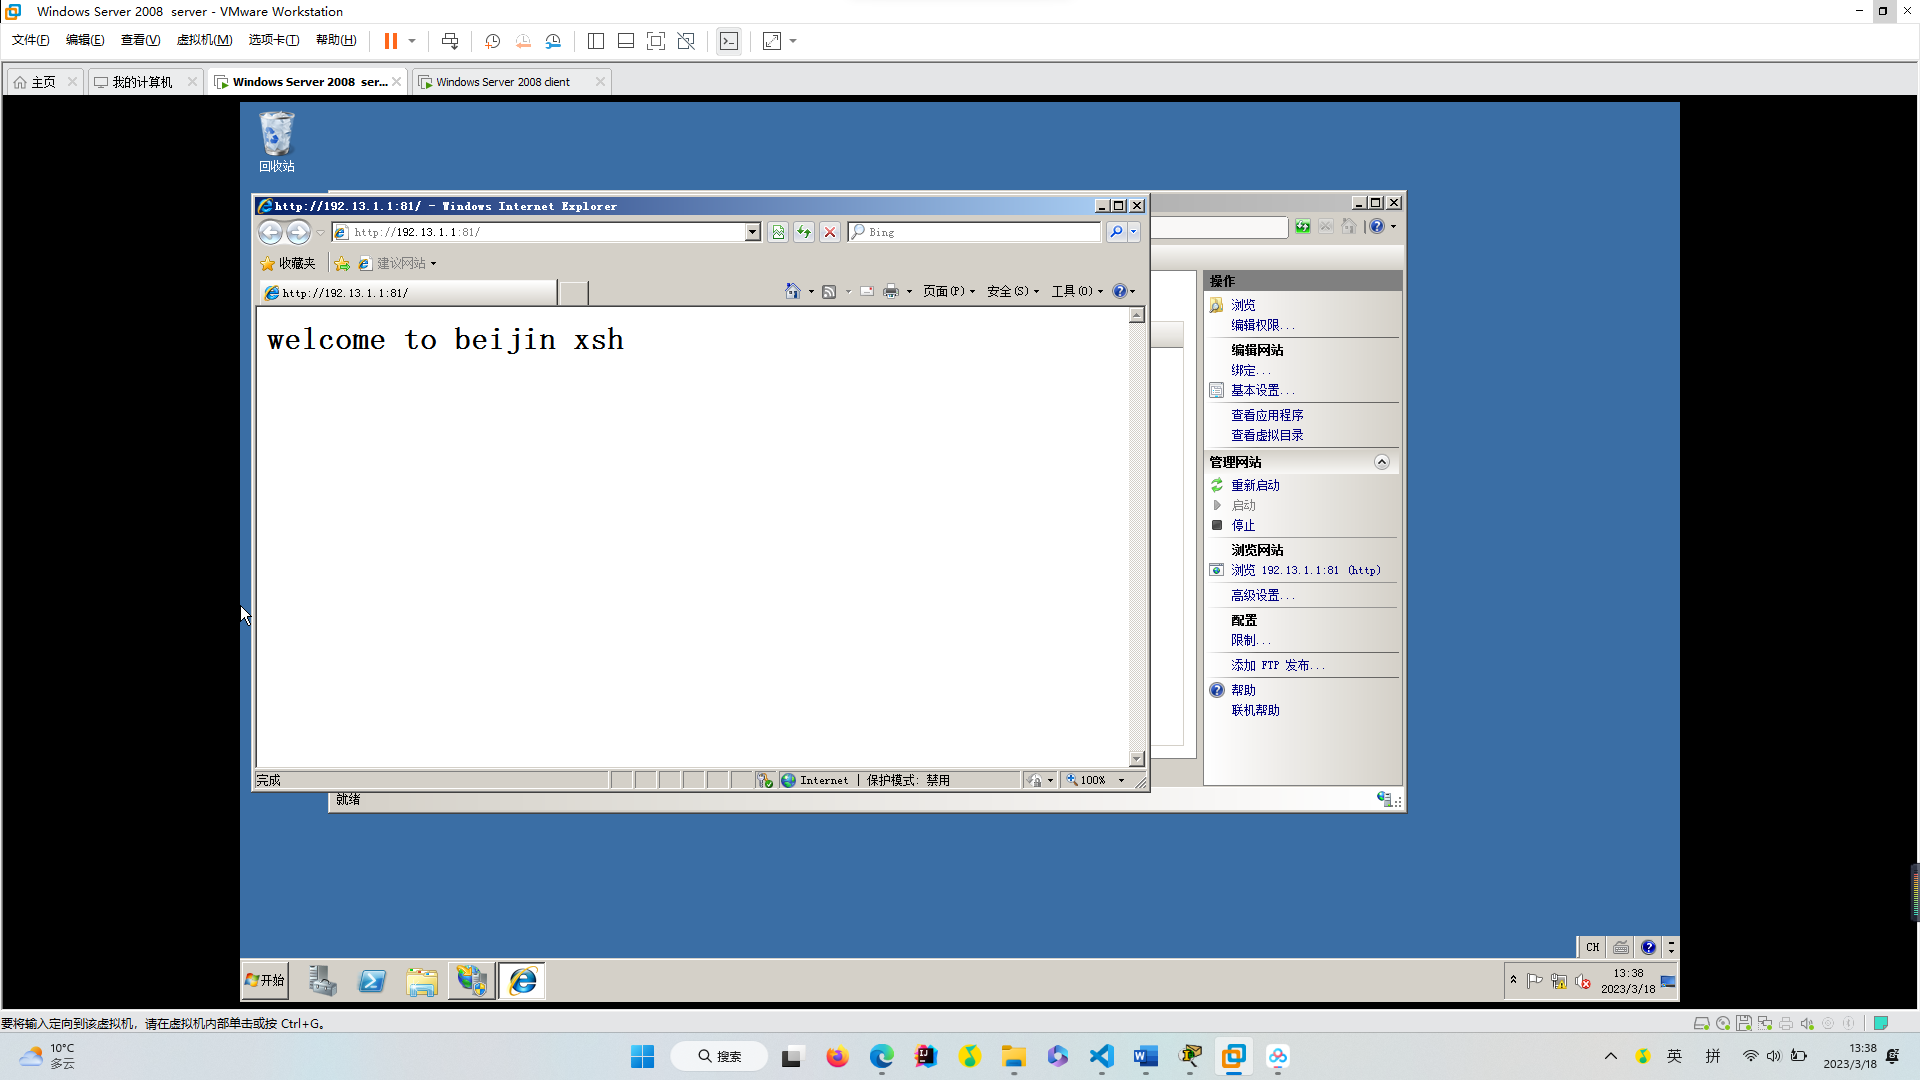 Windows Server 2008  server - VMware Workstation
文件(F) 编辑(E) 查看(V) 虚拟机(M) 选项卡(T) 帮助(H)
主页 我的计算机 Windows Server 2008  ser... Windows Server 2008 client
回收站
http://192.13.1.1:81/ - Windows Internet Explorer
http://192.13.1.1:81/ Bing
收藏夹 建议网站
http://192.13.1.1:81/ 页面(P) 安全(S) 工具(O)
welcome to beijin xsh
完成 Internet | 保护模式: 禁用 100%
就绪
操作
浏览
编辑权限...
编辑网站
绑定...
基本设置...
查看应用程序
查看虚拟目录
管理网站
重新启动
启动
停止
浏览网站
浏览 192.13.1.1:81 (http)
高级设置...
配置
限制...
添加 FTP 发布...
帮助
联机帮助
CH
开始 13:38
2023/3/18
要将输入定向到该虚拟机，请在虚拟机内部单击或按 Ctrl+G。
10°C
多云
搜索
英 拼
13:38
2023/3/18